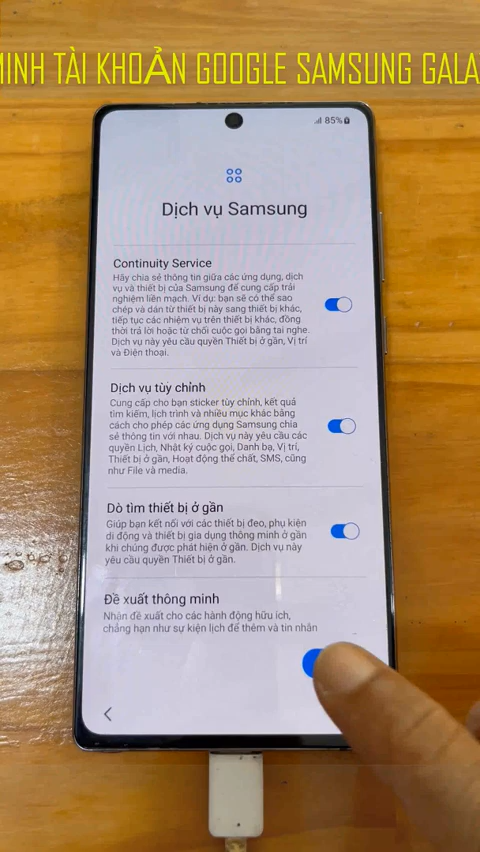 MINH TÀI KHOẢN GOOGLE SAMSUNG GALA
85%
Dịch vụ Samsung
Continuity Service
Hãy chia sẻ thông tin giữa các ứng dụng, dịch
vụ và thiết bị của Samsung để cung cấp trải
nghiệm liền mạch. Ví dụ: bạn sẽ có thể sao
chép và dán từ thiết bị này sang thiết bị khác,
tiếp tục các nhiệm vụ trên thiết bị khác, đồng
thời trả lời hoặc từ chối cuộc gọi bằng tai nghe.
Dịch vụ này yêu cầu quyền Thiết bị ở gần, Vị trí
và Điện thoại.
Dịch vụ tùy chỉnh
Cung cấp cho bạn sticker tùy chỉnh, kết quả
tìm kiếm, lịch trình và nhiều mục khác bằng
cách cho phép các ứng dụng Samsung chia
sẻ thông tin với nhau. Dịch vụ này yêu cầu các
quyền Lịch, Nhật ký cuộc gọi, Danh bạ, Vị trí,
Thiết bị ở gần, Hoạt động thể chất, SMS, cũng
như File và media.
Dò tìm thiết bị ở gần
Giúp bạn kết nối với các thiết bị đeo, phụ kiện
di động và thiết bị gia dụng thông minh ở gần
khi chúng được phát hiện ở gần. Dịch vụ này
yêu cầu quyền Thiết bị ở gần.
Đề xuất thông minh
Nhận đề xuất cho các hành động hữu ích,
chẳng hạn như sự kiện lịch để thêm và tin nhắn